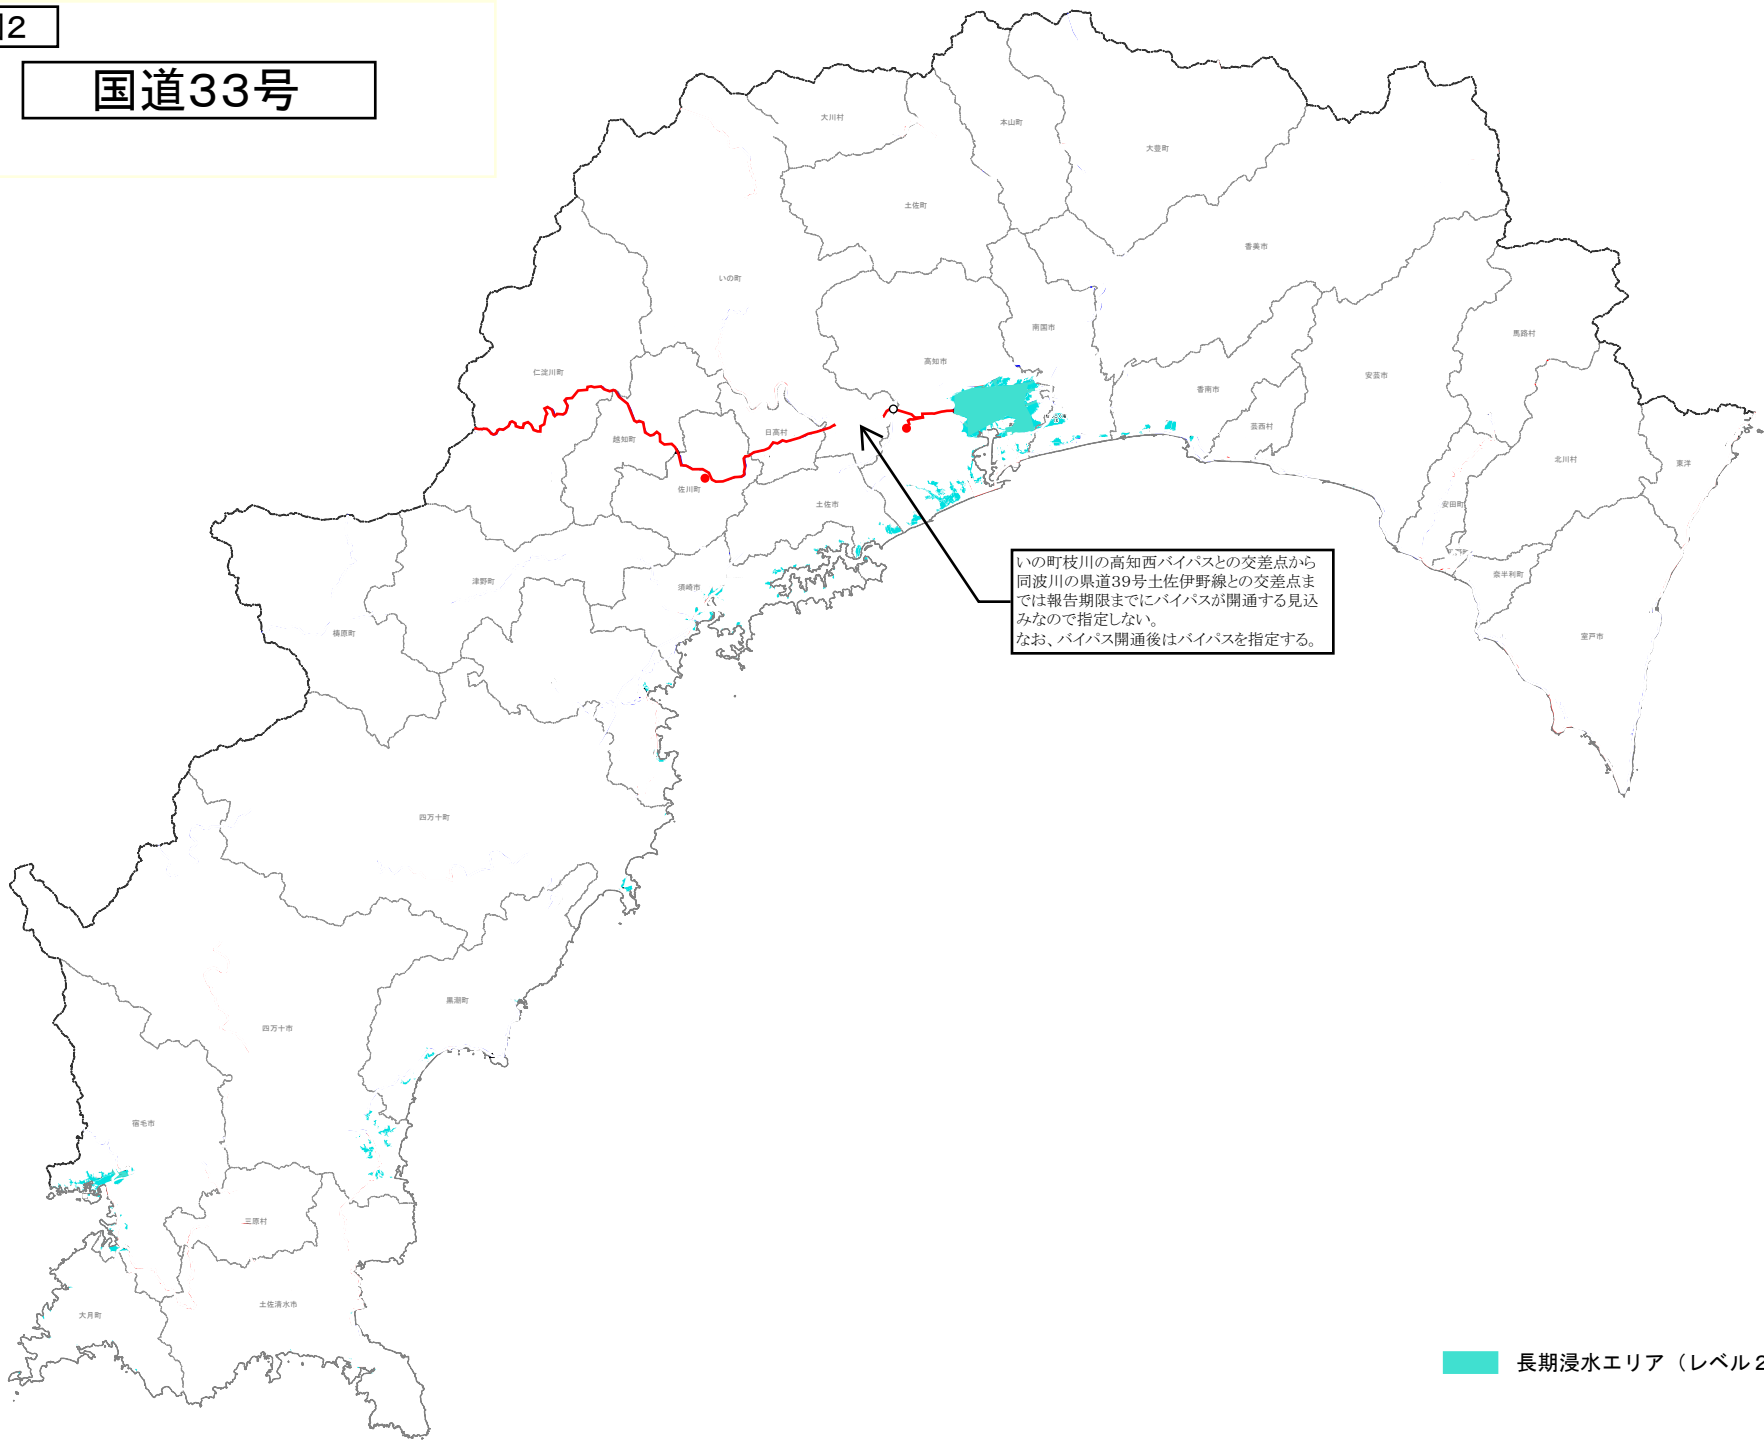 図2
国道33号
大川村
本山町
大豊町
土佐町
香美市
いの町
南国市
馬路村
高知市
仁淀川町
安芸市
香南市
芸西村
日高村
越知町
北川村
東洋
佐川町
土佐市
安田町
いの町枝川の高知西バイパスとの交差点から
同波川の県道39号土佐伊野線との交差点ま
では報告期限までにバイパスが開通する見込
みなので指定しない。
なお、バイパス開通後はバイパスを指定する。
津野町
須崎市
奈半利町
梼原町
室戸市
四万十町
黒潮町
四万十市
宿毛市
三原村
土佐清水市
大月町
長期浸水エリア（レベル2